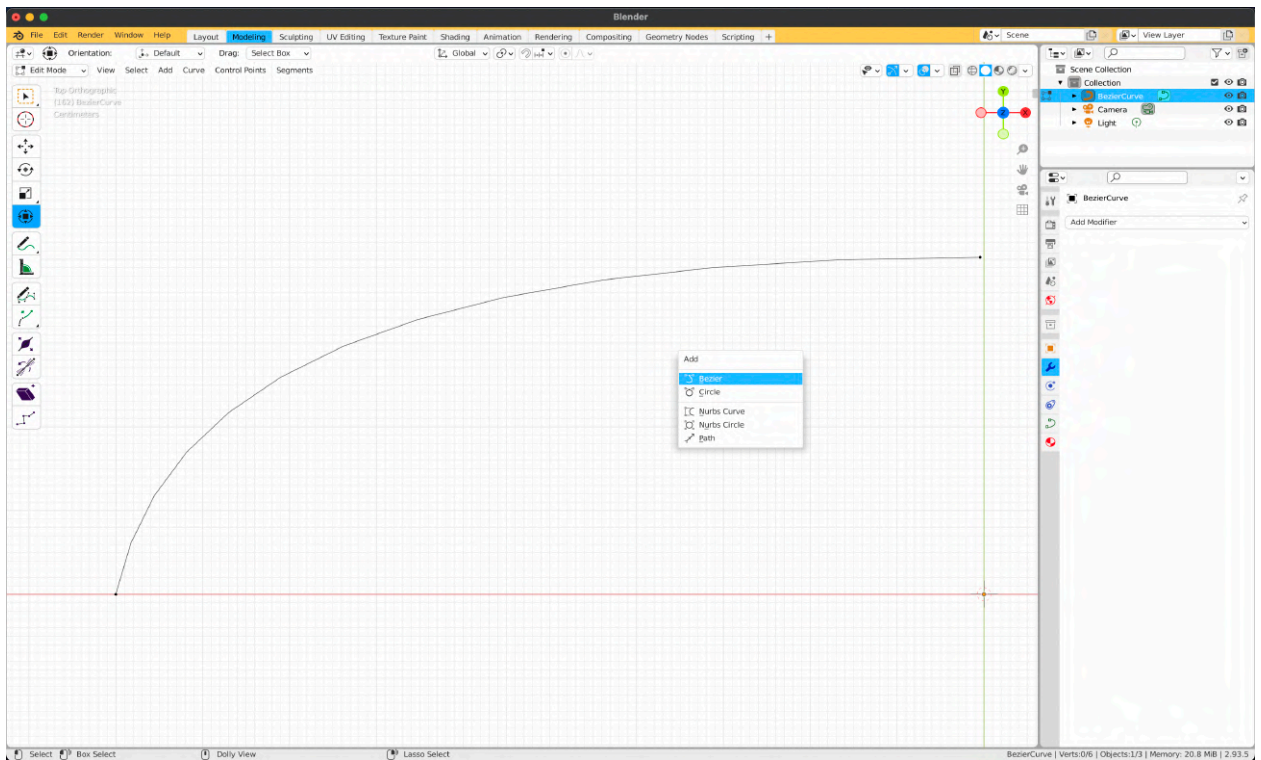 Blender
File Edit Render Window Help Layout Modeling Sculpting UV Editing Texture Paint Shading Animation Rendering Compositing Geometry Nodes Scripting + Scene View Layer
Orientation: Default Drag: Select Box Global
Edit Mode View Select Add Curve Control Points Segments
Top Orthographic
(162) BezierCurve
Centimeters
Y
Z
X
Scene Collection
Collection
BezierCurve
Camera
Light
BezierCurve
Add Modifier
Add
Bezier
Circle
Nurbs Curve
Nurbs Circle
Path
Select Box Select Dolly View Lasso Select BezierCurve | Verts:0/6 | Objects:1/3 | Memory: 20.8 MiB | 2.93.5